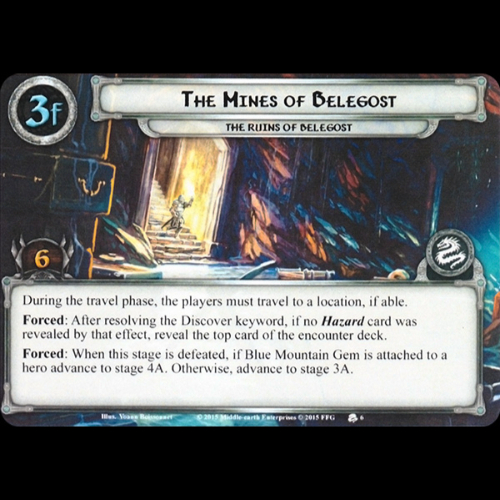 3f
THE MINES OF BELEGOST
THE RUINS OF BELEGOST
6
During the travel phase, the players must travel to a location, if able.
Forced: After resolving the Discover keyword, if no Hazard card was
revealed by that effect, reveal the top card of the encounter deck.
Forced: When this stage is defeated, if Blue Mountain Gem is attached to a
hero advance to stage 4A. Otherwise, advance to stage 3A.
Illus. © 2015 Middle-earth Enterprises © 2015 FFG 6